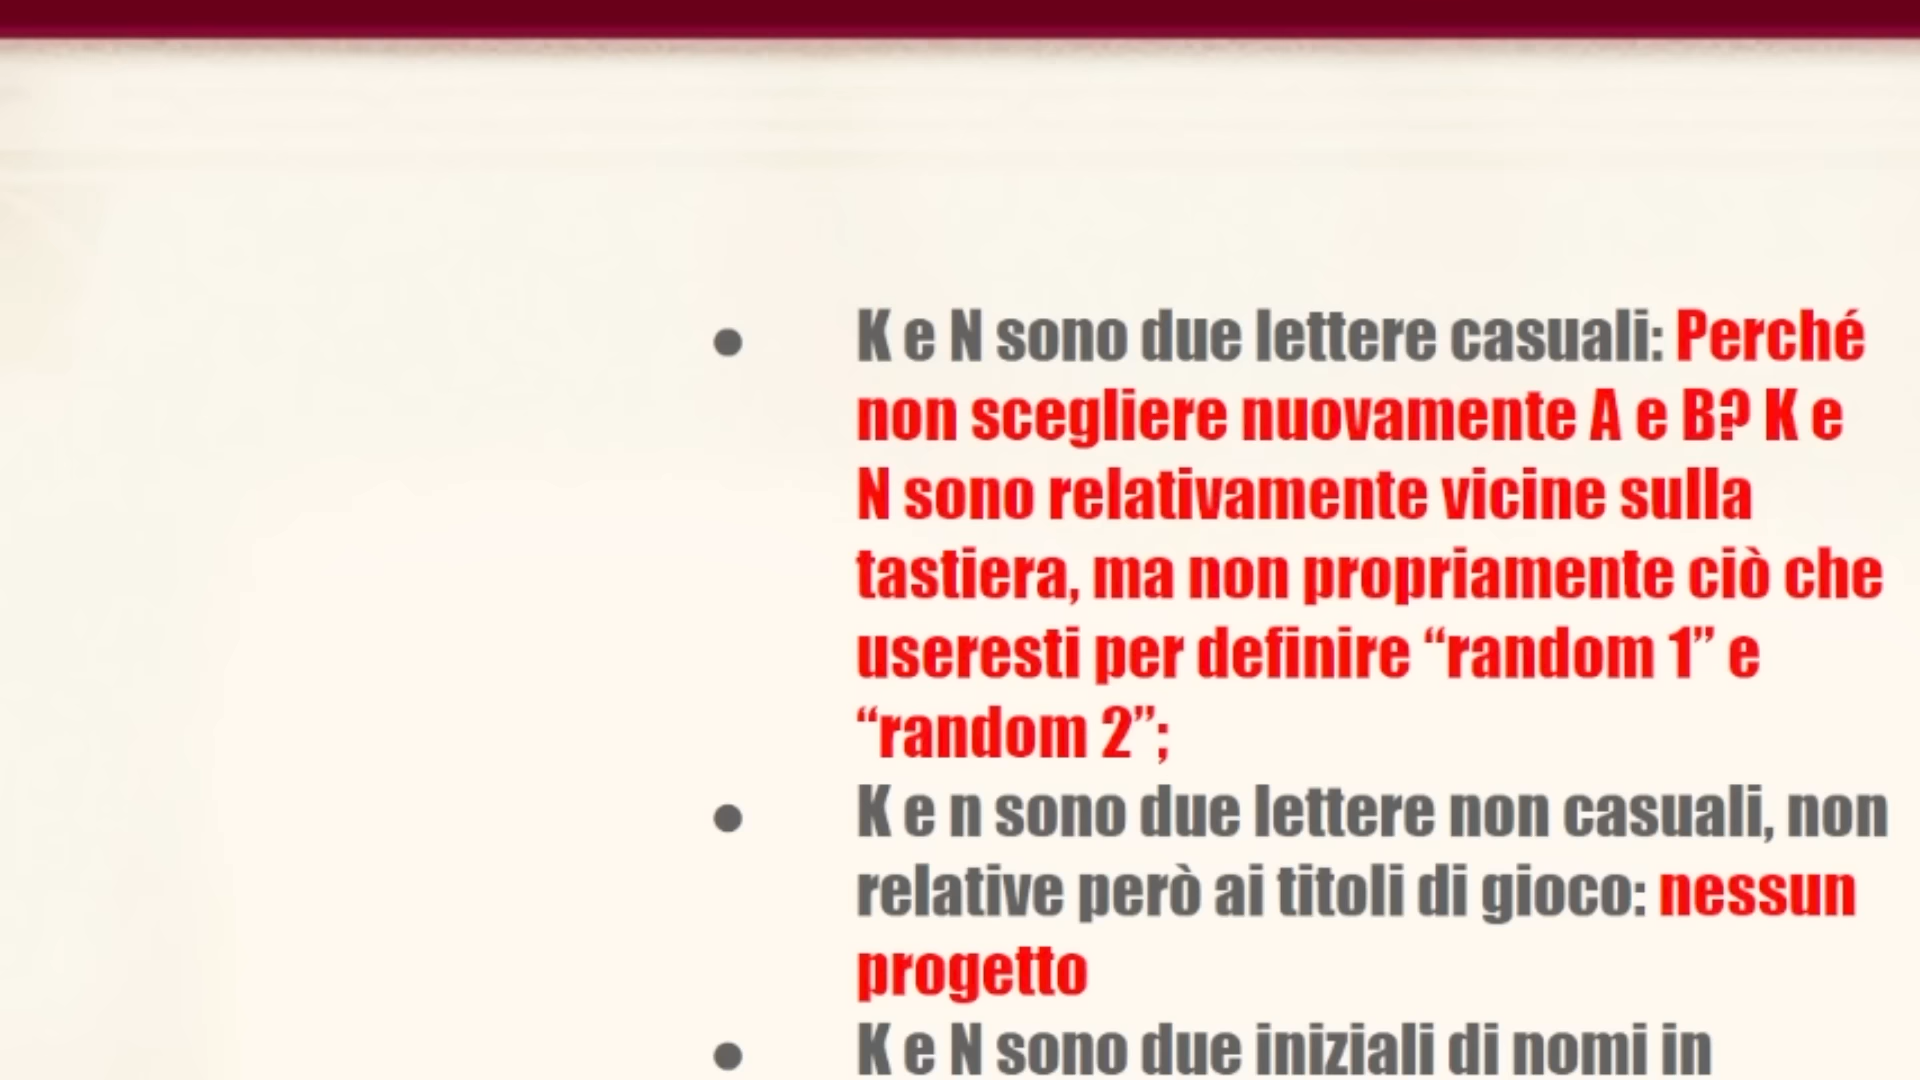 ● K e N sono due lettere casuali: Perché
non scegliere nuovamente A e B? K e
N sono relativamente vicine sulla
tastiera, ma non propriamente ciò che
useresti per definire “random 1” e
“random 2”;
● K e n sono due lettere non casuali, non
relative però ai titoli di gioco: nessun
progetto
● K e N sono due iniziali di nomi in